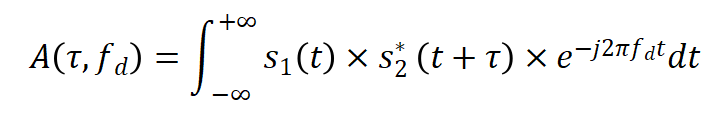 A(τ, f_d) = ∫_{−∞}^{+∞} s_1(t) × s_2^*(t + τ) × e^{−j2πf_d t} dt